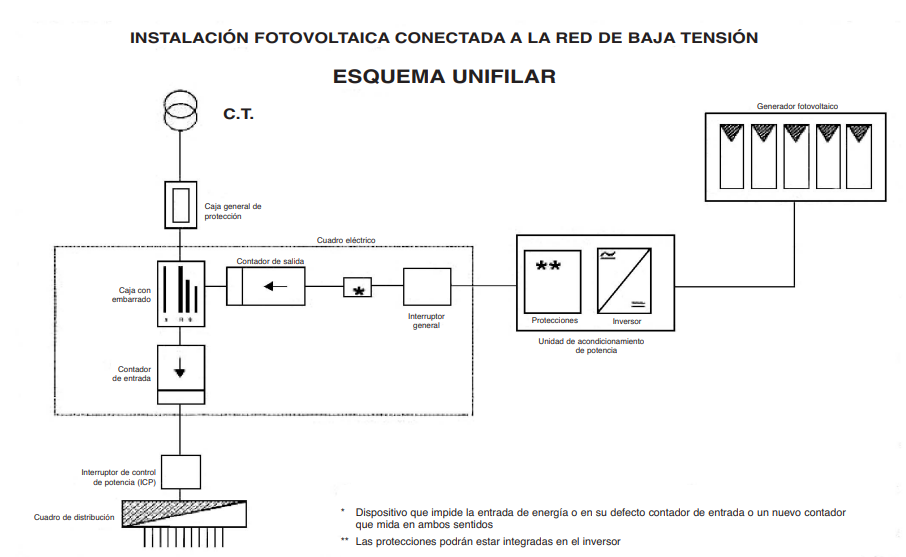 INSTALACIÓN FOTOVOLTAICA CONECTADA A LA RED DE BAJA TENSIÓN
ESQUEMA UNIFILAR
C.T.
Generador fotovoltaico
Caja general de
protección
Cuadro eléctrico
Contador de salida
Caja con
embarrado
*
Interruptor
general
**
Protecciones
Inversor
Unidad de acondicionamiento
de potencia
Contador
de entrada
Interruptor de control
de potencia (ICP)
Cuadro de distribución
* Dispositivo que impide la entrada de energía o en su defecto contador de entrada o un nuevo contador
que mida en ambos sentidos
** Las protecciones podrán estar integradas en el inversor